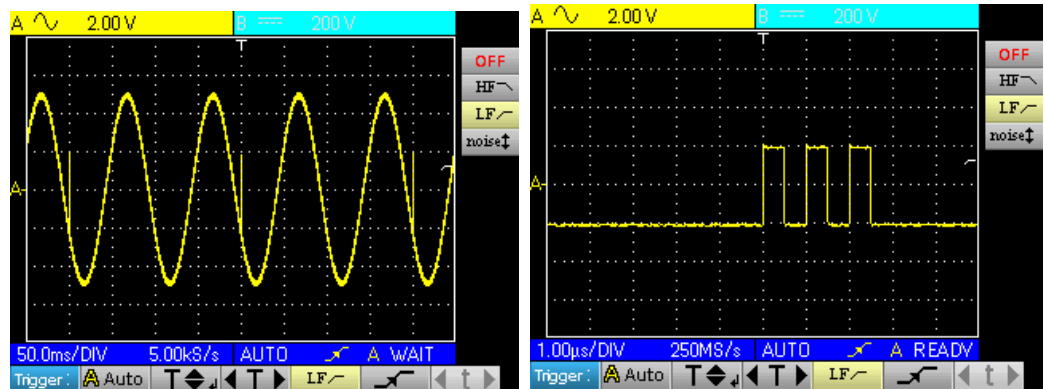 A 2.00 V B 200 V
T
OFF
HF
LF
noise
A
50.0ms/DIV 5.00kS/s AUTO A WAIT
Trigger: A Auto T T LF t
A 2.00 V B 200 V
T
OFF
HF
LF
noise
A
1.00µs/DIV 250MS/s AUTO A READY
Trigger: A Auto T T LF t